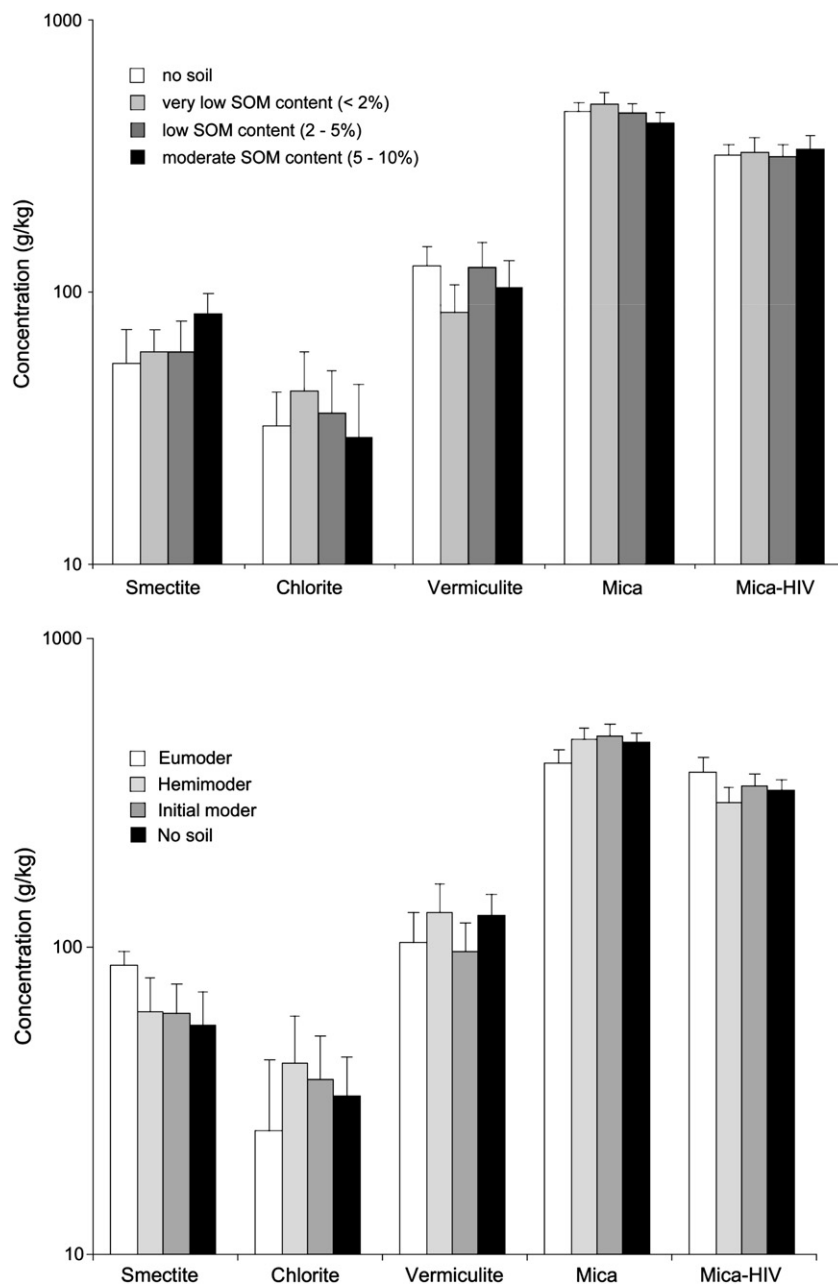 1000
no soil
very low SOM content (< 2%)
low SOM content (2 - 5%)
moderate SOM content (5 - 10%)
Concentration (g/kg)
100
10
Smectite Chlorite Vermiculite Mica Mica-HIV
1000
Eumoder
Hemimoder
Initial moder
No soil
Concentration (g/kg)
100
10
Smectite Chlorite Vermiculite Mica Mica-HIV